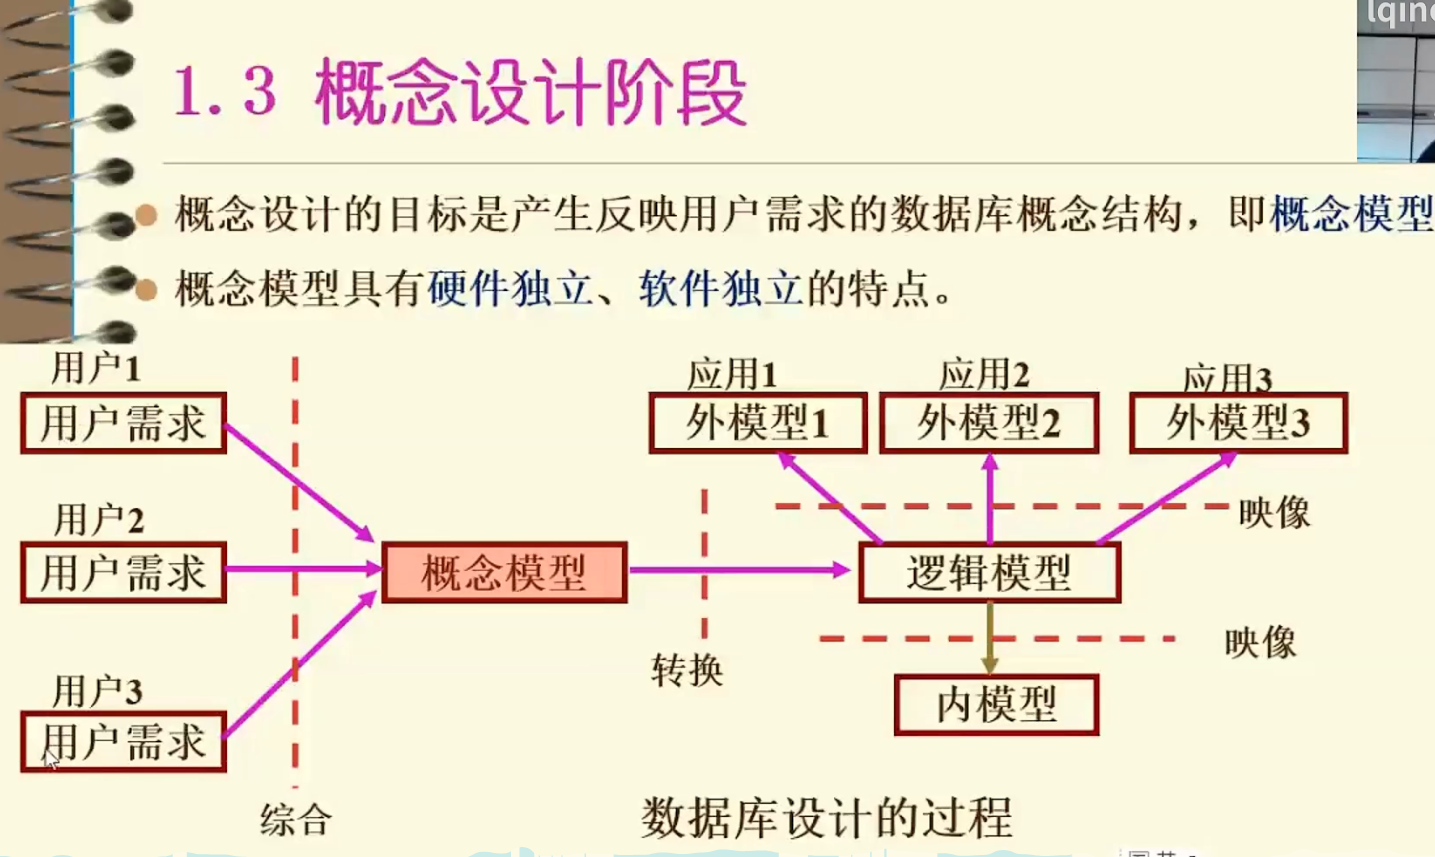 lqin
1.3 概念设计阶段
概念设计的目标是产生反映用户需求的数据库概念结构，即概念模型
概念模型具有硬件独立、软件独立的特点。
用户1
用户需求
用户2
用户需求
用户3
用户需求
综合
概念模型
转换
应用1
外模型1
应用2
外模型2
应用3
外模型3
映像
逻辑模型
映像
内模型
数据库设计的过程